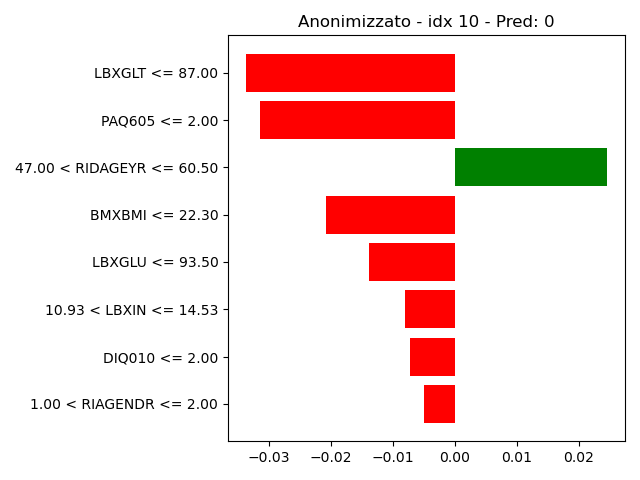 Anonimizzato - idx 10 - Pred: 0
LBXGLT <= 87.00
PAQ605 <= 2.00
47.00 < RIDAGEYR <= 60.50
BMXBMI <= 22.30
LBXGLU <= 93.50
10.93 < LBXIN <= 14.53
DIQ010 <= 2.00
1.00 < RIAGENDR <= 2.00
−0.03 −0.02 −0.01 0.00 0.01 0.02